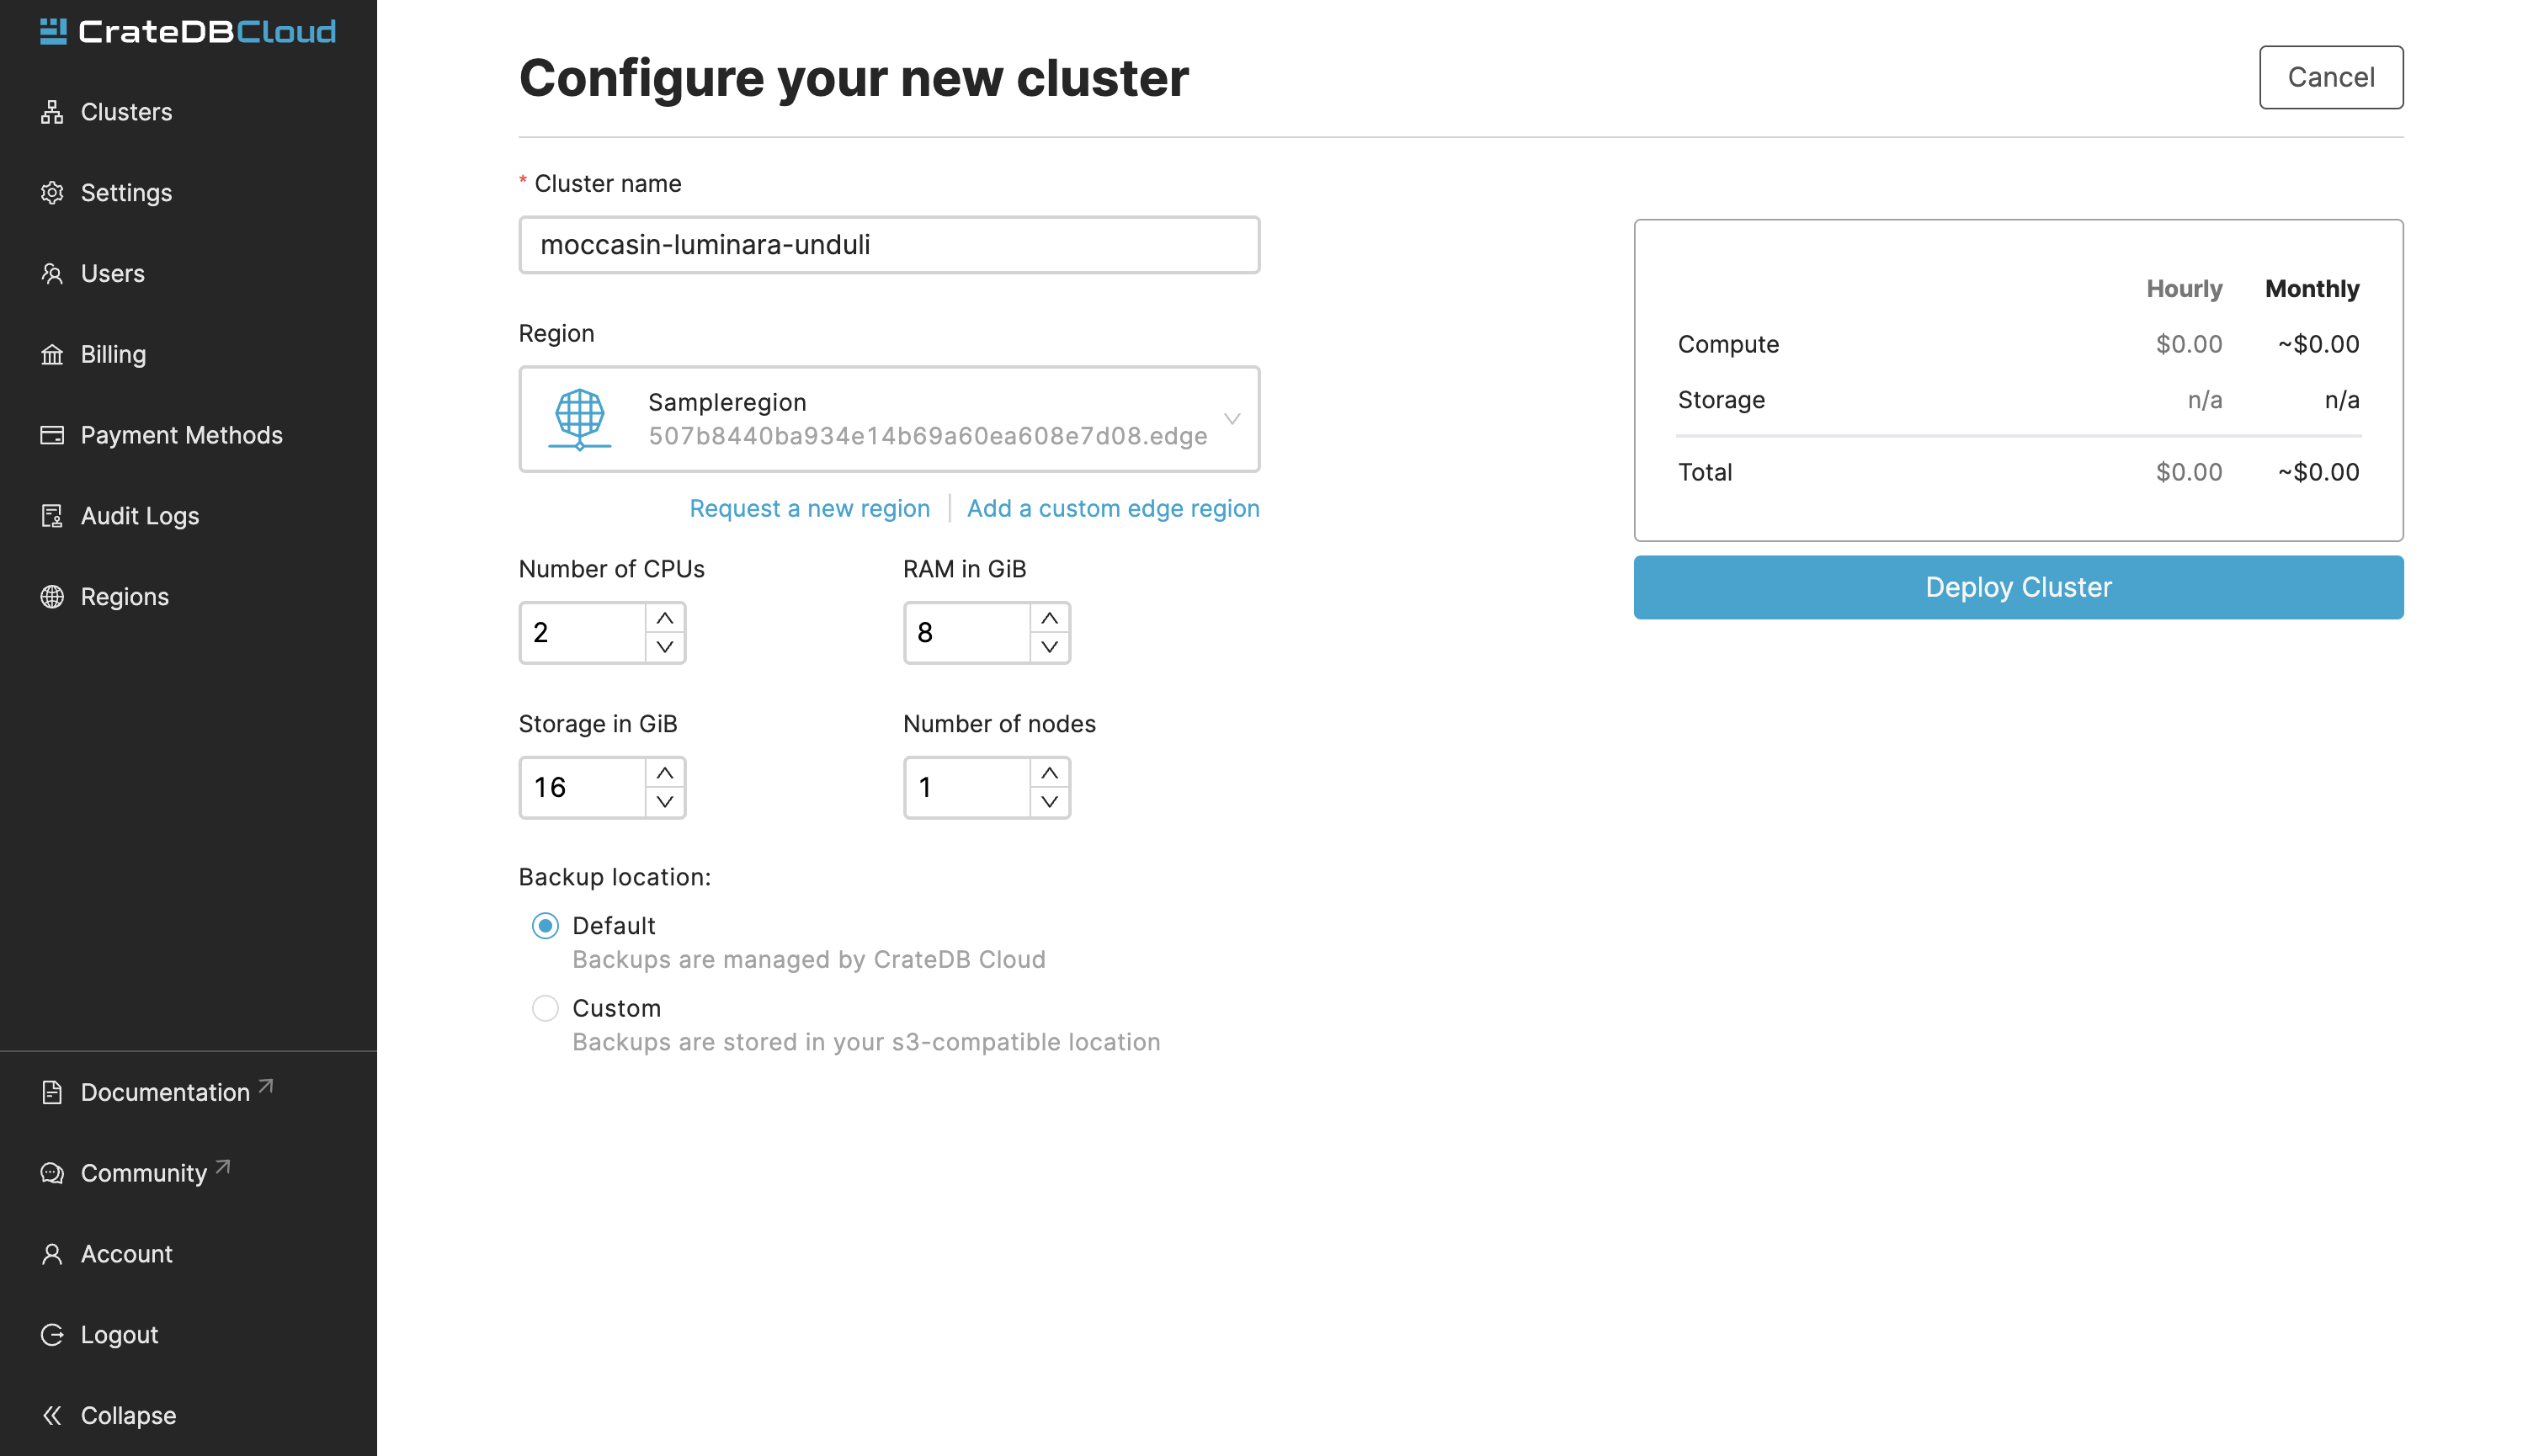 CrateDBCloud
Clusters
Settings
Users
Billing
Payment Methods
Audit Logs
Regions
Documentation
Community
Account
Logout
Collapse
Configure your new cluster
Cancel
* Cluster name
moccasin-luminara-unduli
Region
Sampleregion
507b8440ba934e14b69a60ea608e7d08.edge
Request a new region Add a custom edge region
Number of CPUs RAM in GiB
2 8
Storage in GiB Number of nodes
16 1
Backup location:
Default
Backups are managed by CrateDB Cloud
Custom
Backups are stored in your s3-compatible location
Hourly Monthly
Compute $0.00 ~$0.00
Storage n/a n/a
Total $0.00 ~$0.00
Deploy Cluster